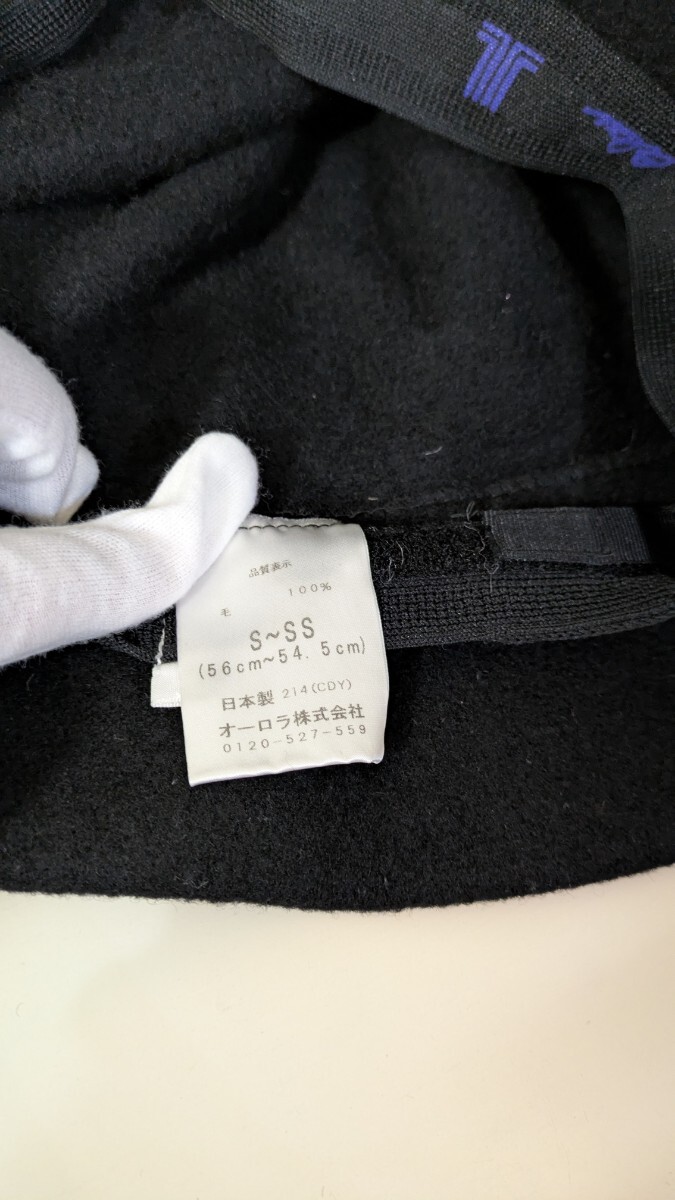 品質表示
毛 100%
S~SS
(56cm~54.5cm)
日本製 214(CDY)
オーロラ株式会社
0120-527-559